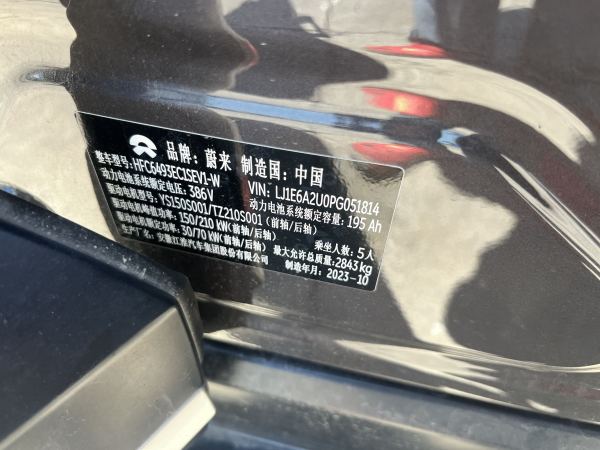 品牌：蔚来 制造国：中国
整车型号：HFC6493EC1SEV1-W VIN：LJ1E6A2U0PG051814
动力电池系统额定电压：386V 动力电池系统额定容量：195 Ah
驱动电机型号：YS150S001/TZ210S001（前轴/后轴）
驱动电机峰值功率：150/210 kW（前轴/后轴） 乘坐人数：5人
驱动电机额定功率：30/70 kW（前轴/后轴） 最大允许总质量：2843 kg
生产厂名：安徽江淮汽车集团股份有限公司 制造年月：2023-10